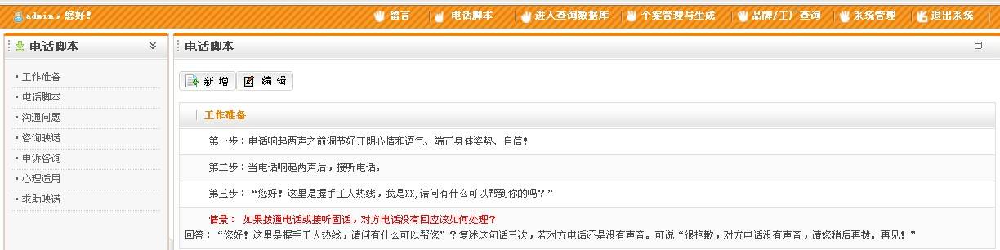 admin，您好！
留言 电话脚本 进入查询数据库 个案管理与生成 品牌/工厂查询 系统管理 退出系统
电话脚本
工作准备
电话脚本
沟通问题
咨询映诺
申诉咨询
心理适用
求助映诺
电话脚本
新 增 编 辑
工作准备
第一步：电话响起两声之前调节好开朗心情和语气、端正身体姿势、自信！
第二步：当电话响起两声后，接听电话。
第三步：“您好！这里是握手工人热线，我是XX,请问有什么可以帮到你的吗？”
情景： 如果拨通电话或接听固话，对方电话没有回应该如何处理？
回答：“您好！这里是握手工人热线，请问有什么可以帮您”？复述这句话三次，若对方电话还是没有声音。可说“很抱歉，对方电话没有声音，请您稍后再拨。再见！”